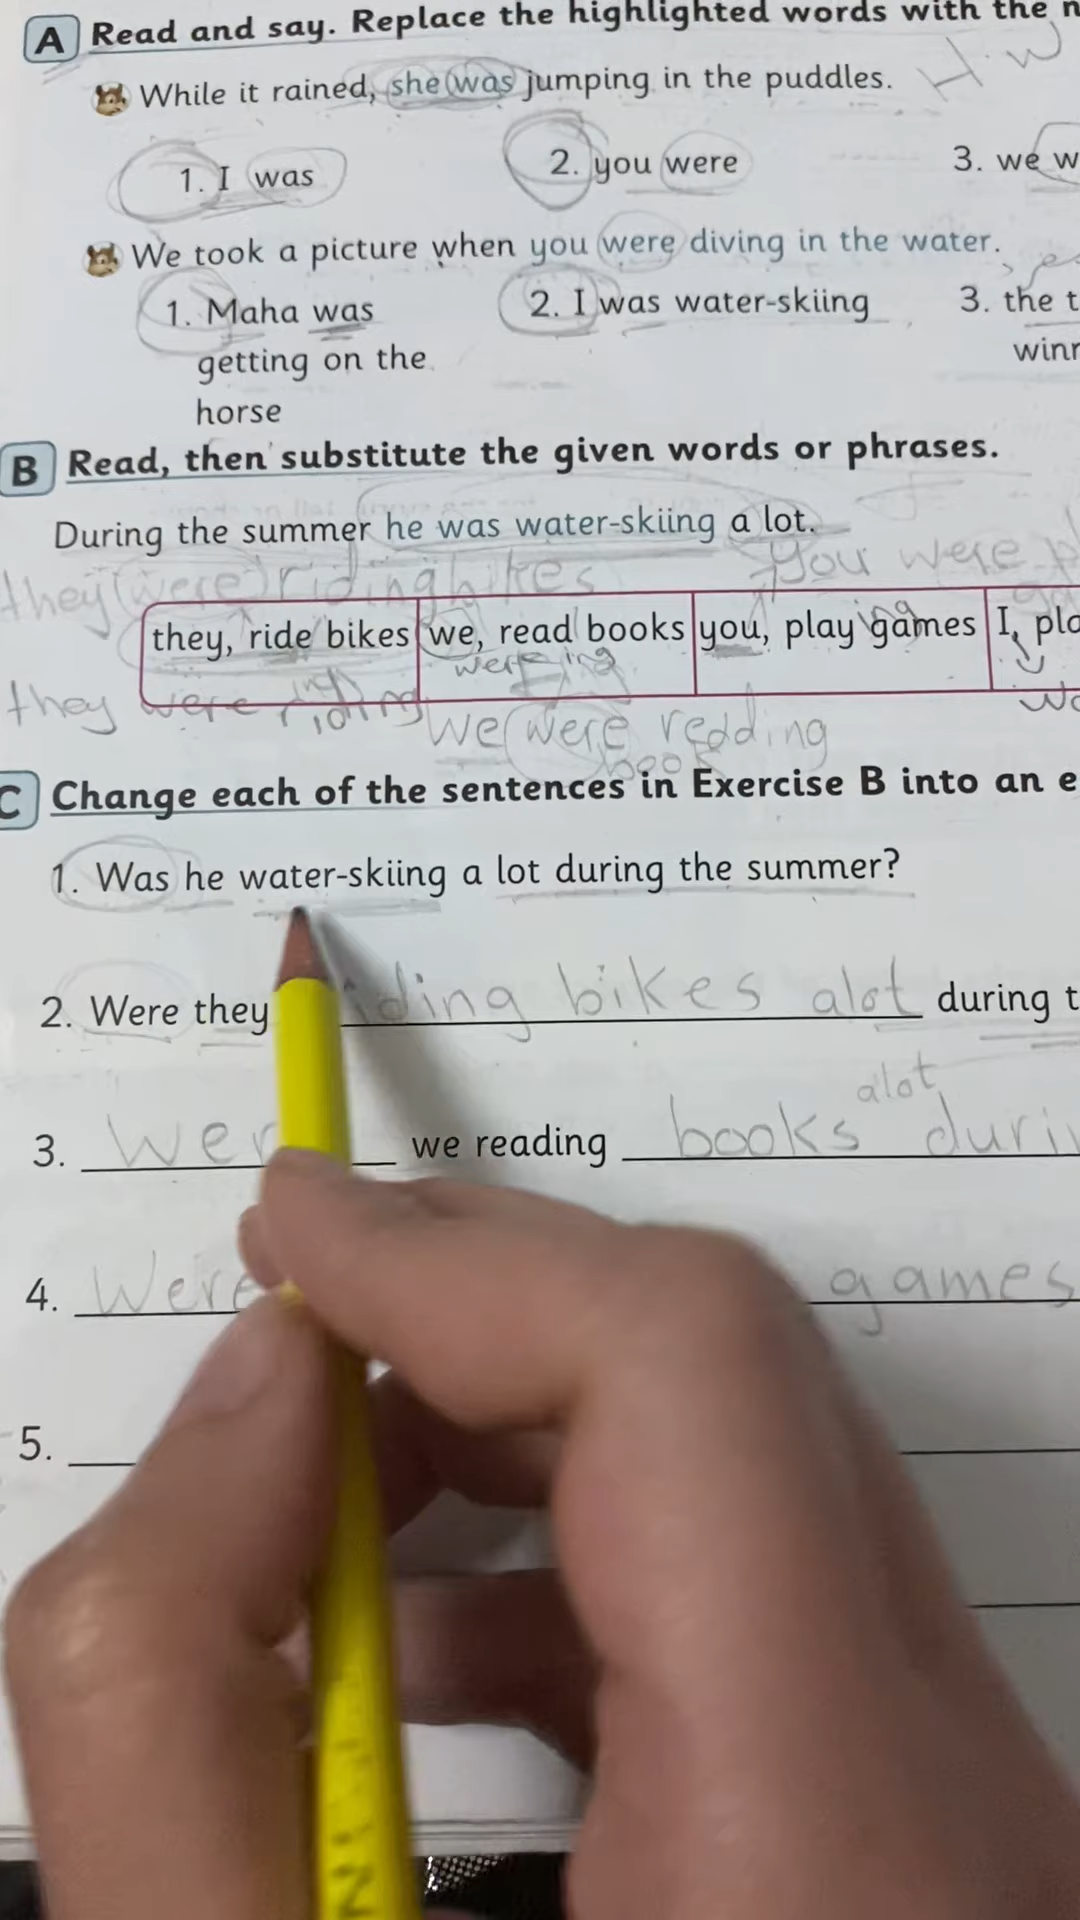 A Read and say. Replace the highlighted words with the n
H.W
While it rained, she was jumping in the puddles.
1. I was 2. you were 3. we w
We took a picture when you were diving in the water.
1. Maha was 2. I was water-skiing 3. the t
getting on the winn
horse
B Read, then substitute the given words or phrases.
During the summer he was water-skiing a lot.
they were riding bikes you were p
they, ride bikes we, read books you, play games I, pla
were ing
they were riding
we were redding
book
C Change each of the sentences in Exercise B into an e
1. Was he water-skiing a lot during the summer?
2. Were they iding bikes alot during t
alot
3. Wer we reading books duri
4. Were games
5.